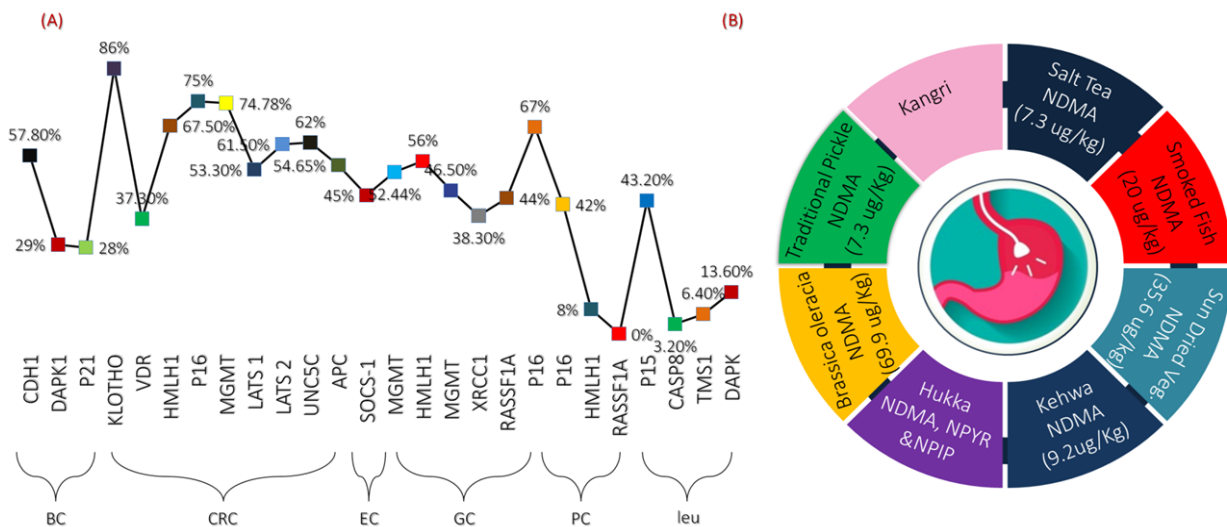 (A)
86%
57.80%
29%
28%
37.30%
67.50%
75%
74.78%
53.30%
61.50%
62%
54.65%
45%
52.44%
56%
46.50%
38.30%
44%
67%
42%
8%
0%
43.20%
3.20%
6.40%
13.60%
CDH1
DAPK1
P21
KLOTHO
VDR
HMLH1
P16
MGMT
LATS 1
LATS 2
UNC5C
APC
SOCS-1
MGMT
HMLH1
MGMT
XRCC1
RASSF1A
P16
P16
HMLH1
RASSF1A
P15
CASP8
TMS1
DAPK
BC
CRC
EC
GC
PC
leu
(B)
Kangri
Salt Tea
NDMA
(7.3 ug/kg)
Smoked Fish
NDMA
(20 ug/kg)
Sun Dried Veg.
NDMA
(35.6 ug/kg)
Kehwa
NDMA
(9.2ug/Kg)
Hukka
NDMA, NPYR
&NPIP
Brassica oleracia
NDMA
(69.9 ug/Kg)
Traditional Pickle
NDMA
(7.3 ug/Kg)